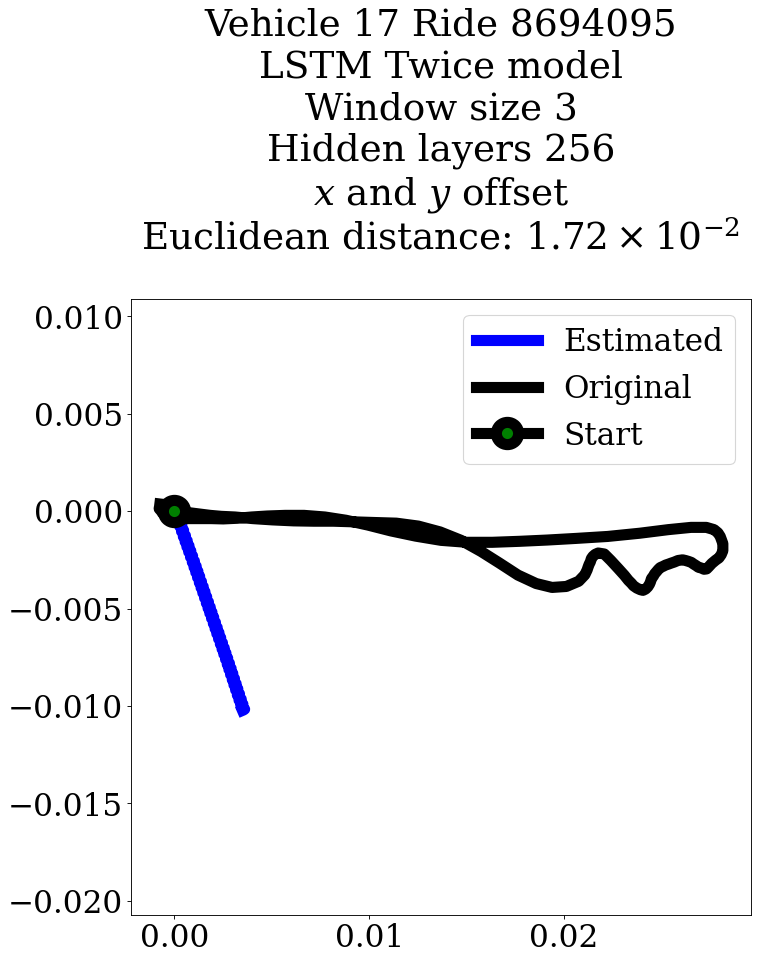 Vehicle 17 Ride 8694095
LSTM Twice model
Window size 3
Hidden layers 256
x and y offset
Euclidean distance: 1.72 × 10⁻²
Estimated
Original
Start
0.010
0.005
0.000
−0.005
−0.010
−0.015
−0.020
0.00 0.01 0.02